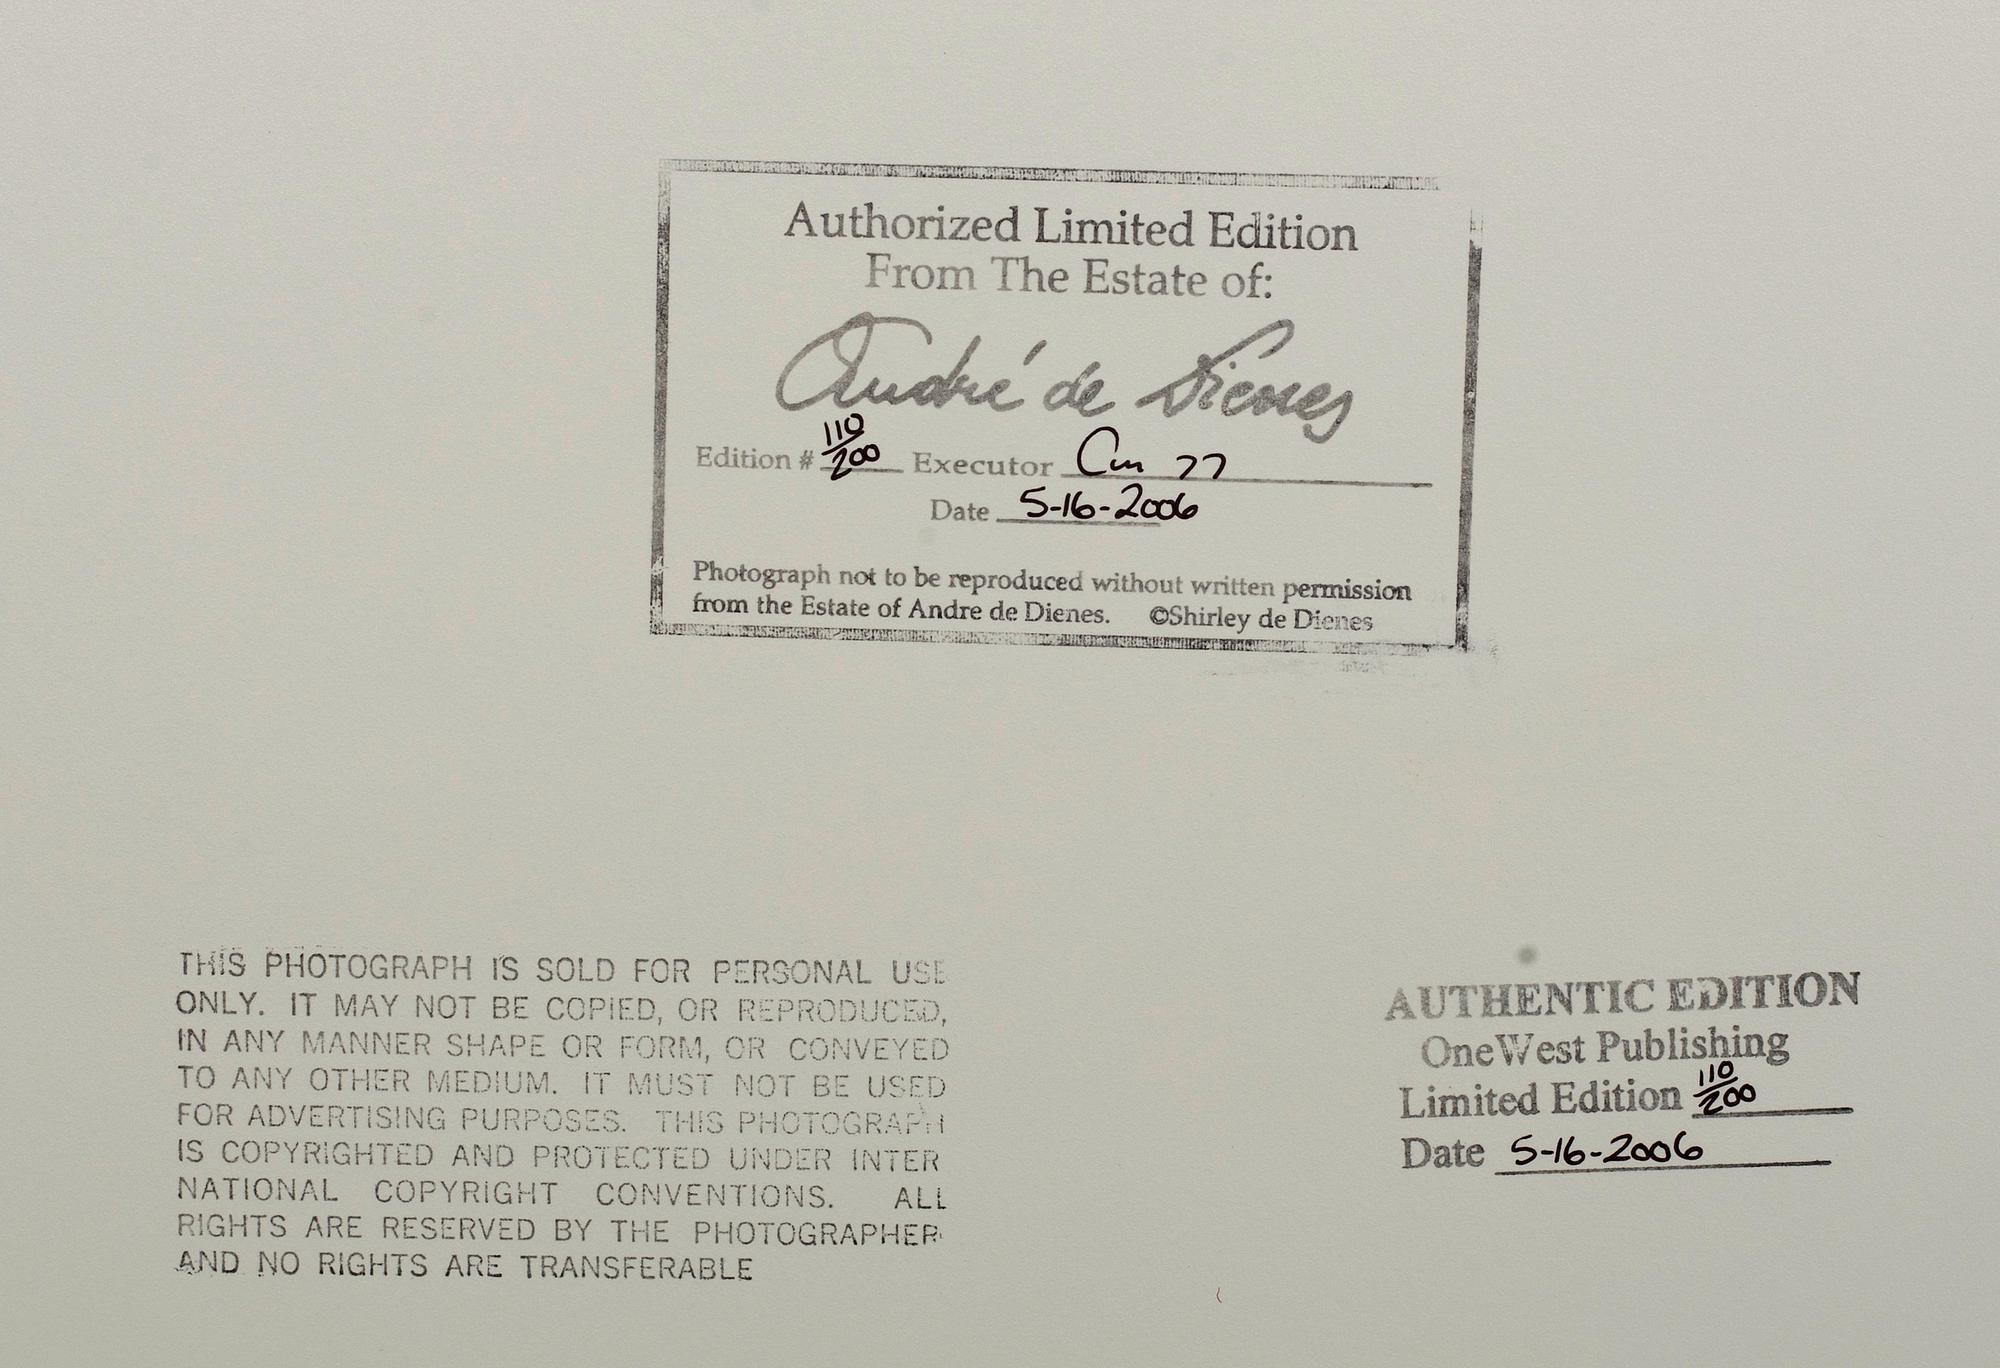 Authorized Limited Edition
From The Estate of:
André de Dienes
Edition # 110/200 Executor
Date 5-16-2006
Photograph not to be reproduced without written permission
from the Estate of Andre de Dienes. ©Shirley de Dienes
THIS PHOTOGRAPH IS SOLD FOR PERSONAL USE
ONLY. IT MAY NOT BE COPIED, OR REPRODUCED,
IN ANY MANNER SHAPE OR FORM, OR CONVEYED
TO ANY OTHER MEDIUM. IT MUST NOT BE USED
FOR ADVERTISING PURPOSES. THIS PHOTOGRAPH
IS COPYRIGHTED AND PROTECTED UNDER INTER
NATIONAL COPYRIGHT CONVENTIONS. ALL
RIGHTS ARE RESERVED BY THE PHOTOGRAPHER
AND NO RIGHTS ARE TRANSFERABLE
AUTHENTIC EDITION
OneWest Publishing
Limited Edition 110/200
Date 5-16-2006